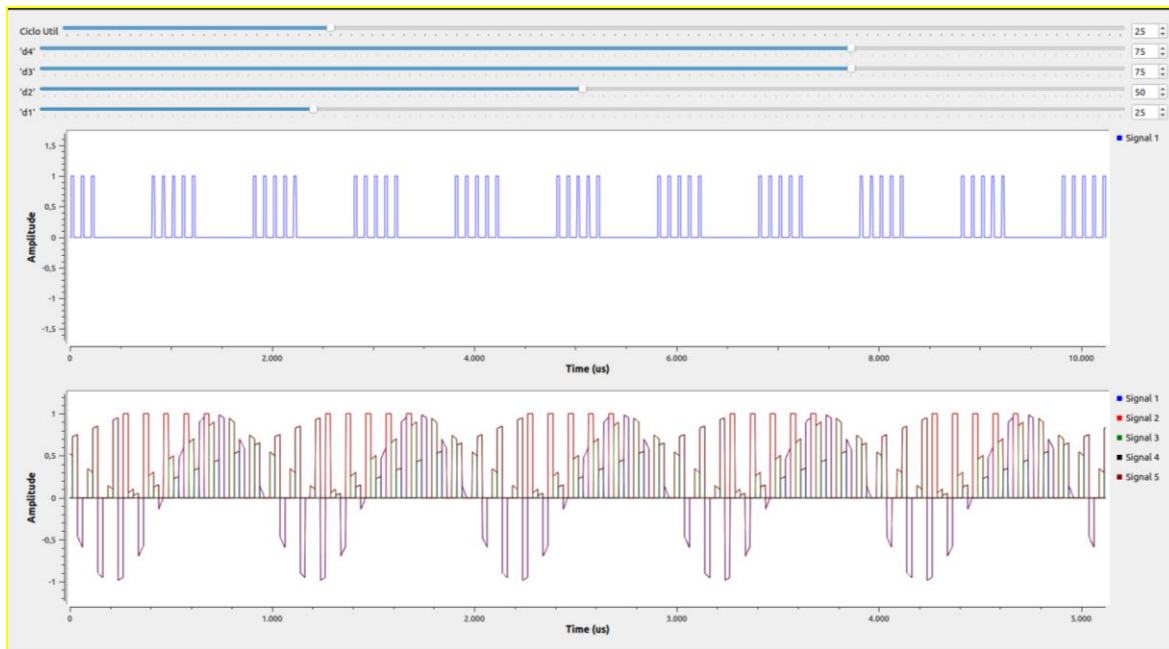 Ciclo Util 25
'd4' 75
'd3' 75
'd2' 50
'd1' 25
Signal 1
1,5
1
0,5
0
-0,5
-1
-1,5
Amplitude
0 2.000 4.000 6.000 8.000 10.000
Time (us)
Signal 1
Signal 2
Signal 3
Signal 4
Signal 5
1
0,5
0
-0,5
-1
Amplitude
0 1.000 2.000 3.000 4.000 5.000
Time (us)